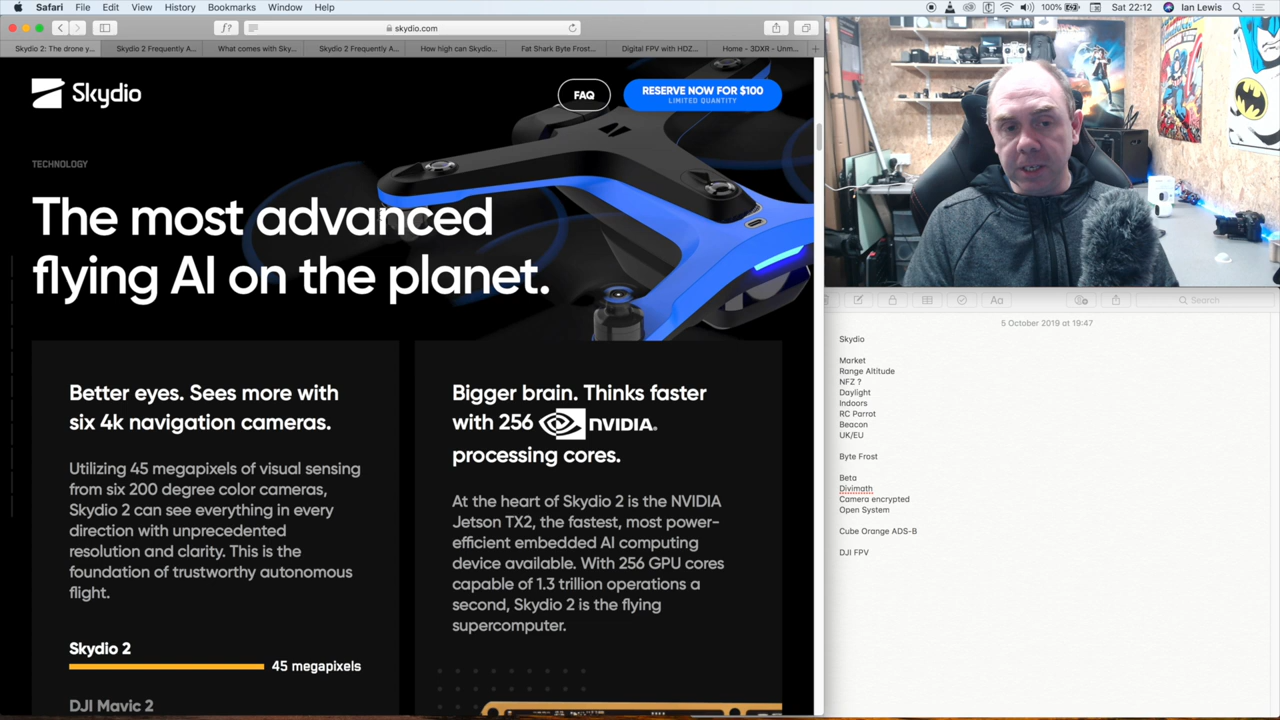 Safari File Edit View History Bookmarks Window Help
100% Sat 22:12 Ian Lewis
skydio.com
Skydio 2: The drone y... Skydio 2 Frequently A... What comes with Sky... Skydio 2 Frequently A... How high can Skydio... Fat Shark Byte Frost... Digital FPV with HDZ... Home - 3DXR - Unm...
Skydio
FAQ
RESERVE NOW FOR $100
LIMITED QUANTITY
TECHNOLOGY
The most advanced
flying AI on the planet.
Better eyes. Sees more with
six 4k navigation cameras.
Utilizing 45 megapixels of visual sensing
from six 200 degree color cameras,
Skydio 2 can see everything in every
direction with unprecedented
resolution and clarity. This is the
foundation of trustworthy autonomous
flight.
Skydio 2
45 megapixels
DJI Mavic 2
Bigger brain. Thinks faster
with 256 NVIDIA.
processing cores.
At the heart of Skydio 2 is the NVIDIA
Jetson TX2, the fastest, most power-
efficient embedded AI computing
device available. With 256 GPU cores
capable of 1.3 trillion operations a
second, Skydio 2 is the flying
supercomputer.
Aa
Search
5 October 2019 at 19:47
Skydio
Market
Range Altitude
NFZ ?
Daylight
Indoors
RC Parrot
Beacon
UK/EU
Byte Frost
Beta
Divimath
Camera encrypted
Open System
Cube Orange ADS-B
DJI FPV